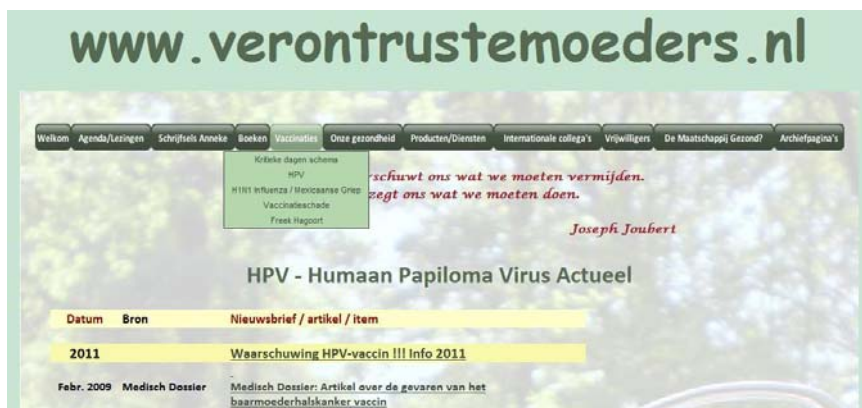 www.verontrustemoeders.nl
Welkom Agenda/Lezingen Schrijfsels Anneke Boeken Vaccinaties Onze gezondheid Producten/Diensten Internationale collega's Vrijwilligers De Maatschappij Gezond? Archiefpagina's
Kritieke dagen schema
HPV
H1N1 Influenza / Mexicaanse Griep
Vaccinatieschade
Freek Hagoort
schuwt ons wat we moeten vermijden.
zegt ons wat we moeten doen.
Joseph Joubert
HPV - Humaan Papiloma Virus Actueel
Datum Bron Nieuwsbrief / artikel / item
2011 Waarschuwing HPV-vaccin !!! Info 2011
Febr. 2009 Medisch Dossier Medisch Dossier: Artikel over de gevaren van het
baarmoederhalskanker vaccin